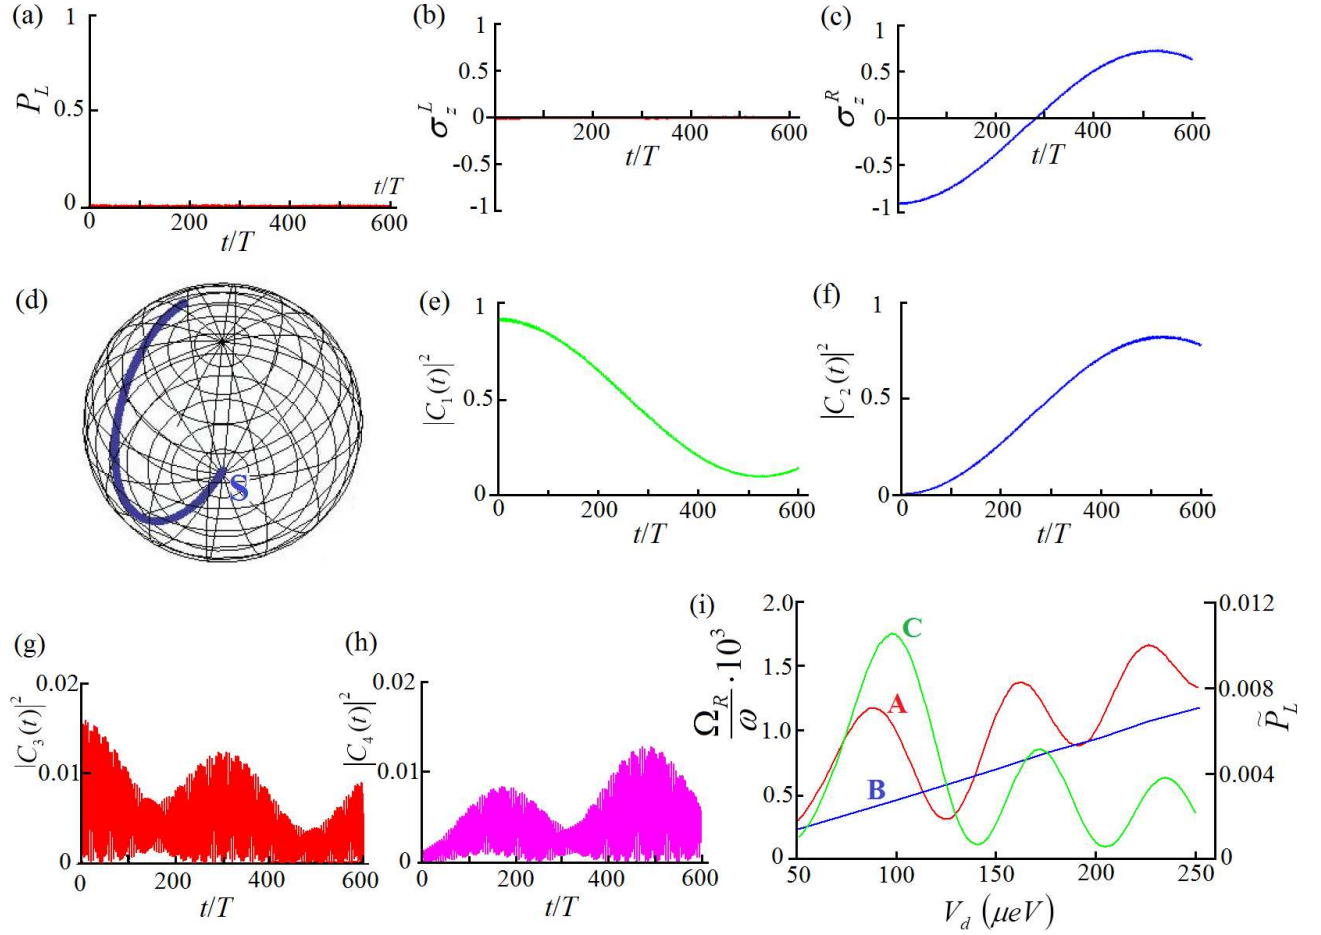 (a)
1
0.5
0
P_L
t/T
0 200 400 600
t/T
(b)
1
0.5
0
-0.5
-1
σ_z^L
200 400 600
t/T
(c)
1
0.5
0
-0.5
-1
σ_z^R
200 400 600
t/T
(d)
S
(e)
1
0.5
0
|C_1(t)|^2
0 200 400 600
t/T
(f)
1
0.5
0
|C_2(t)|^2
0 200 400 600
t/T
(g)
0.02
0.01
0
|C_3(t)|^2
0 200 400 600
t/T
(h)
0.02
0.01
0
|C_4(t)|^2
0 200 400 600
t/T
(i)
2.0
1.5
1.0
0.5
0
Ω_R/ω · 10^3
A
B
C
0.012
0.008
0.004
0
P̃_L
50 100 150 200 250
V_d (μeV)